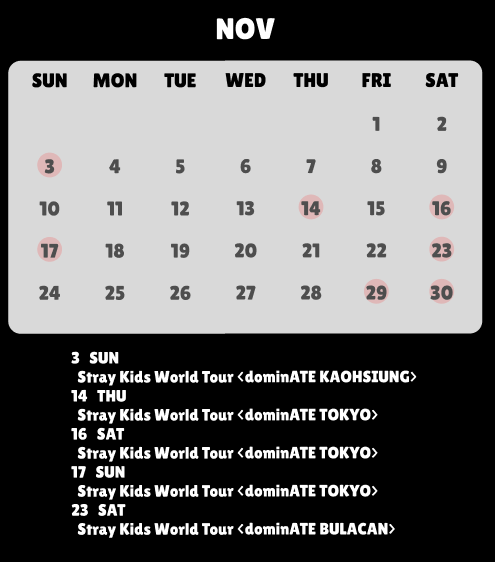 NOV
SUN MON TUE WED THU FRI SAT
1 2
3 4 5 6 7 8 9
10 11 12 13 14 15 16
17 18 19 20 21 22 23
24 25 26 27 28 29 30
3 SUN
Stray Kids World Tour <dominATE KAOHSIUNG>
14 THU
Stray Kids World Tour <dominATE TOKYO>
16 SAT
Stray Kids World Tour <dominATE TOKYO>
17 SUN
Stray Kids World Tour <dominATE TOKYO>
23 SAT
Stray Kids World Tour <dominATE BULACAN>